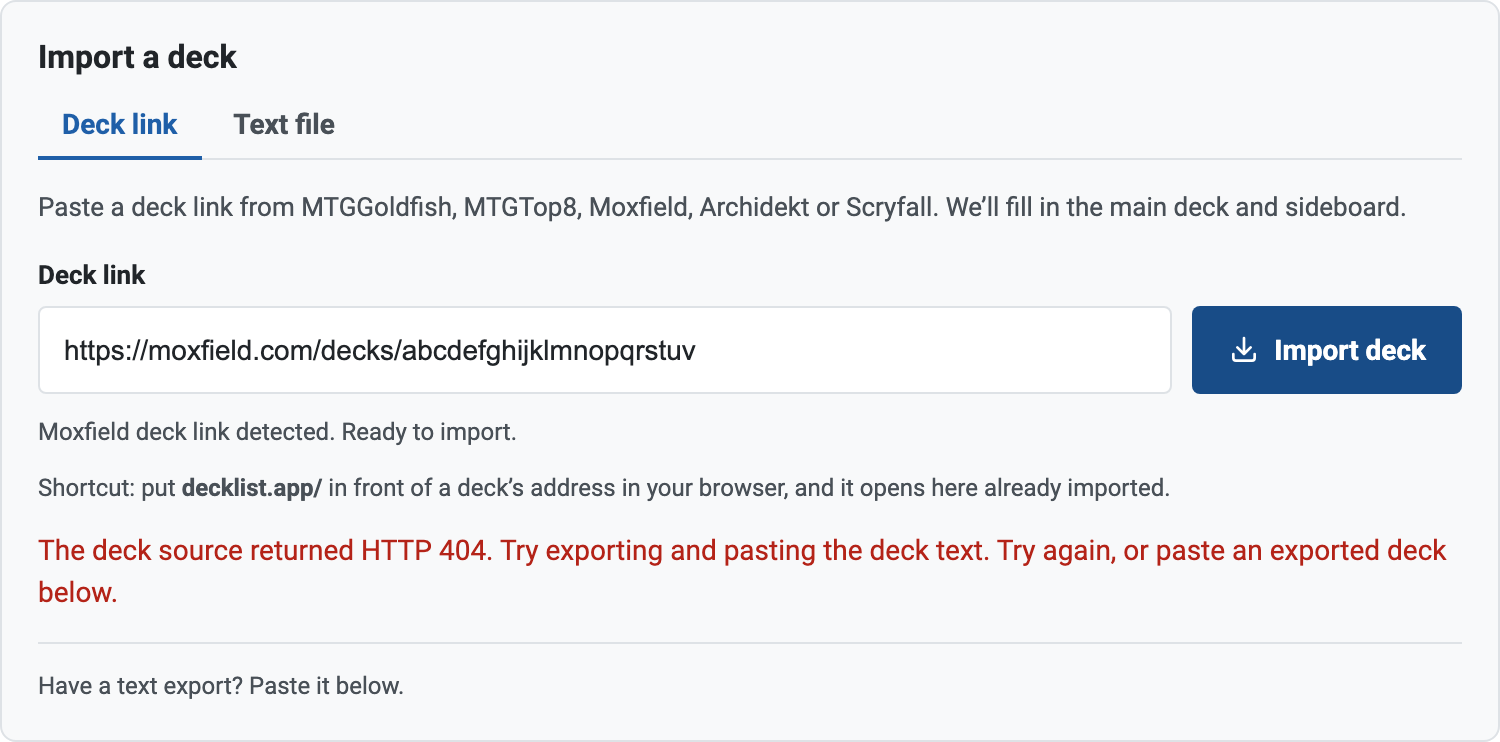 Import a deck
Deck link
Text file
Paste a deck link from MTGGoldfish, MTGTop8, Moxfield, Archidekt or Scryfall. We’ll fill in the main deck and sideboard.
Deck link
https://moxfield.com/decks/abcdefghijklmnopqrstuv
Import deck
Moxfield deck link detected. Ready to import.
Shortcut: put decklist.app/ in front of a deck’s address in your browser, and it opens here already imported.
The deck source returned HTTP 404. Try exporting and pasting the deck text. Try again, or paste an exported deck
below.
Have a text export? Paste it below.